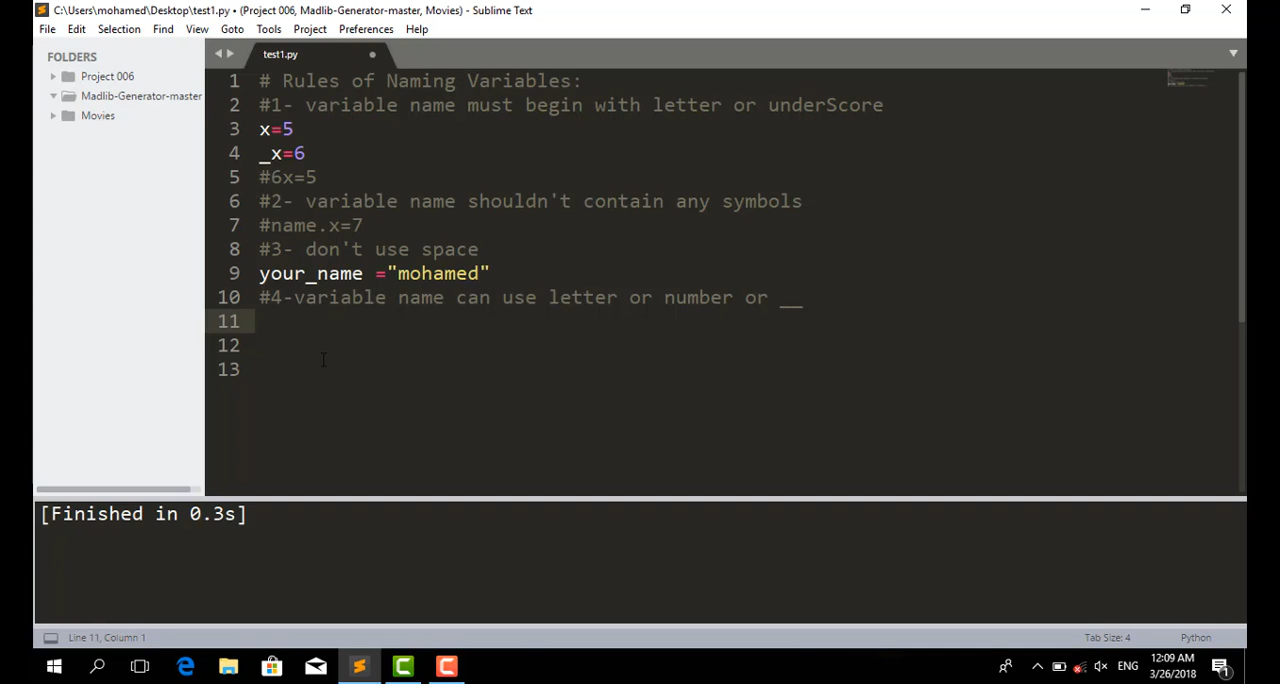 C:\Users\mohamed\Desktop\test1.py • (Project 006, Madlib-Generator-master, Movies) - Sublime Text
File Edit Selection Find View Goto Tools Project Preferences Help
FOLDERS
Project 006
Madlib-Generator-master
Movies
test1.py
1 # Rules of Naming Variables:
2 #1- variable name must begin with letter or underScore
3 x=5
4 _x=6
5 #6x=5
6 #2- variable name shouldn't contain any symbols
7 #name.x=7
8 #3- don't use space
9 your_name ="mohamed"
10 #4-variable name can use letter or number or __
11
12
13
[Finished in 0.3s]
Line 11, Column 1 Tab Size: 4 Python
ENG 12:09 AM
3/26/2018
1